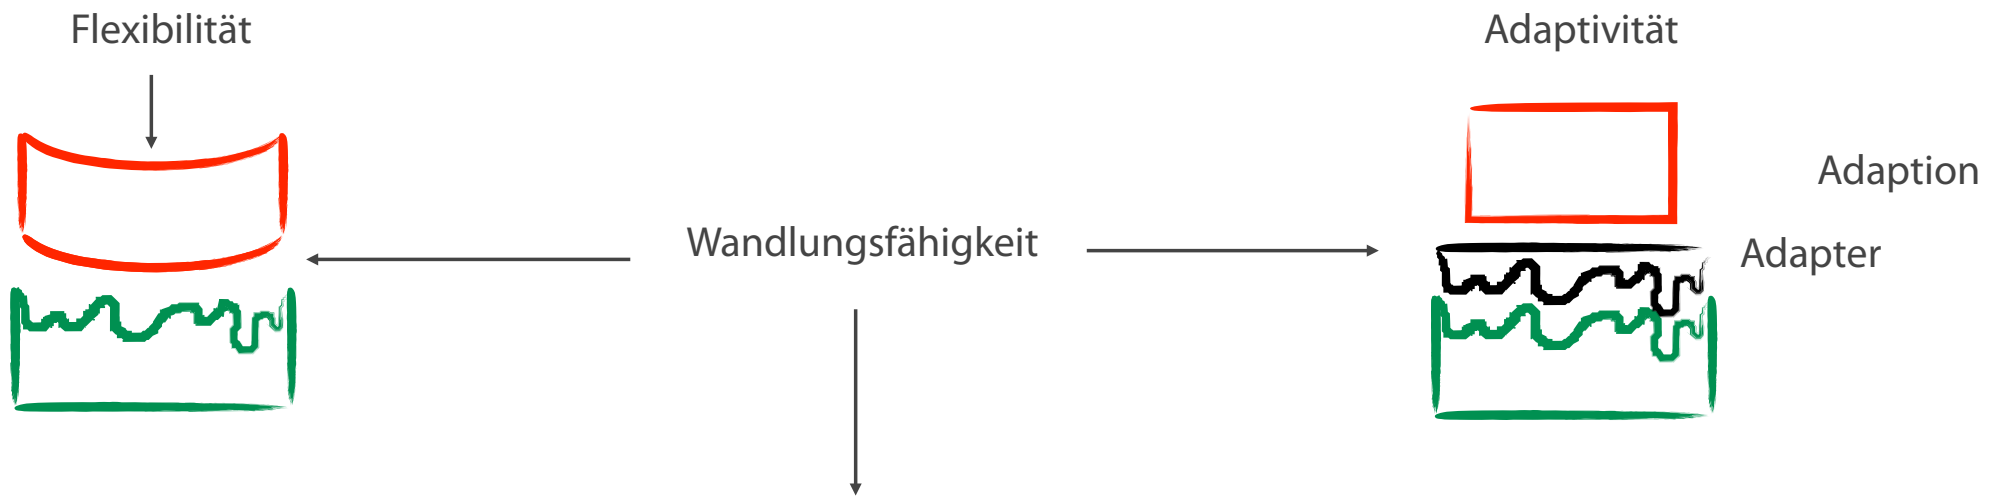 Flexibilität
Adaptivität
Adaption
Wandlungsfähigkeit
Adapter